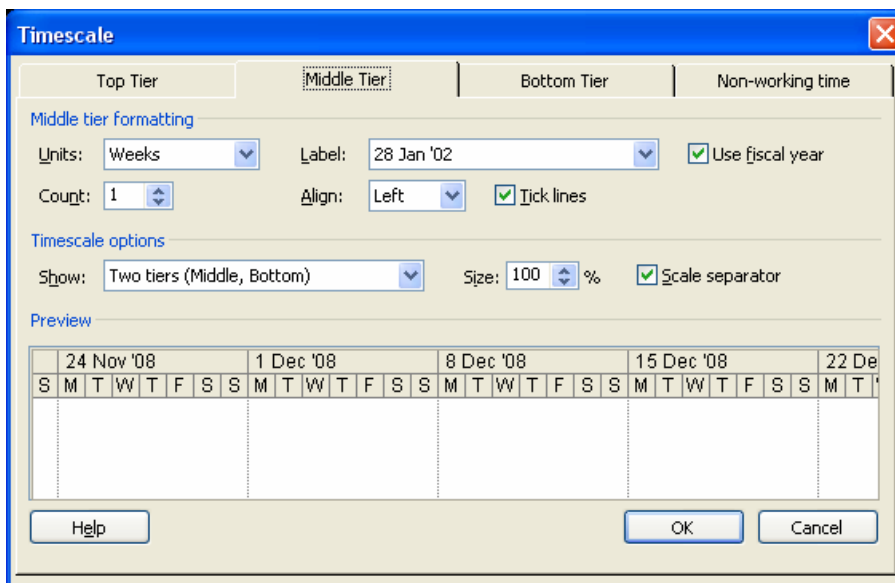 Timescale
Top Tier Middle Tier Bottom Tier Non-working time
Middle tier formatting
Units: Weeks Label: 28 Jan '02 Use fiscal year
Count: 1 Align: Left Tick lines
Timescale options
Show: Two tiers (Middle, Bottom) Size: 100 % Scale separator
Preview
24 Nov '08 1 Dec '08 8 Dec '08 15 Dec '08 22 De
S M T W T F S S M T W T F S S M T W T F S S M T W T F S S M T
Help OK Cancel